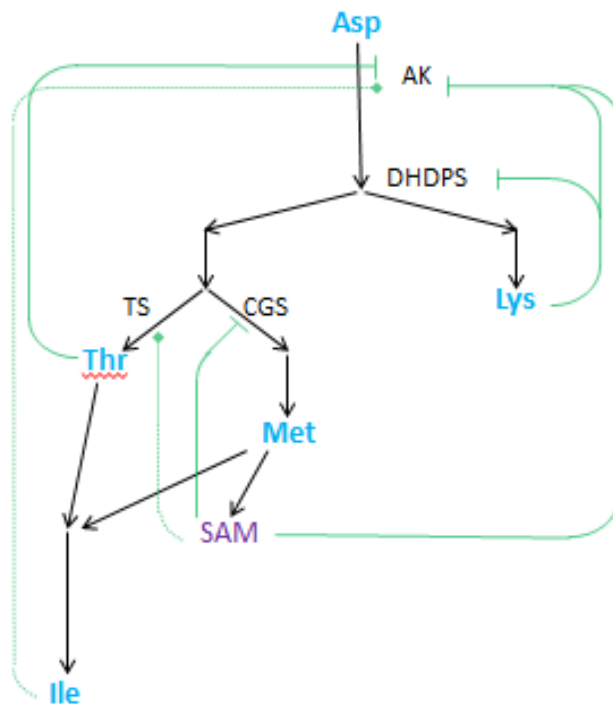 Asp
AK
DHDPS
Lys
TS
CGS
Thr
Met
SAM
Ile